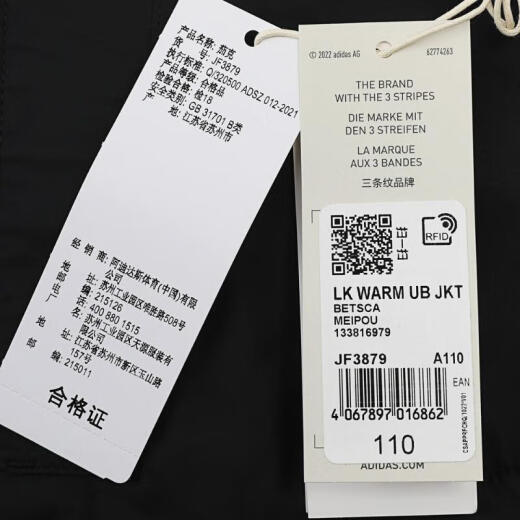 产品名称: 茄克
货 号: JF3879
执行标准: Q/320500 ADSZ 012-2021
产品等级: 合格品
检验合格: 检18
安全类别: GB 31701 B类
产 地: 江苏省苏州市
经 销 商: 阿迪达斯体育(中国)有限
公司
地 址: 苏州工业园区旺墩路508号
邮 编: 215126
电 话: 400 880 1515
厂 名: 苏州工业园区天源服装有
限公司
地 址: 江苏省苏州市新区玉山路
157号
邮 编: 215011
合格证
© 2022 adidas AG
62774263
THE BRAND
WITH THE 3 STRIPES
DIE MARKE MIT
DEN 3 STREIFEN
LA MARQUE
AUX 3 BANDES
三条纹品牌
RFID
LK WARM UB JKT
BETSCA
MEIPOU
133816979
JF3879 A110
EAN
4 067897 016862
110
ADIDAS.COM